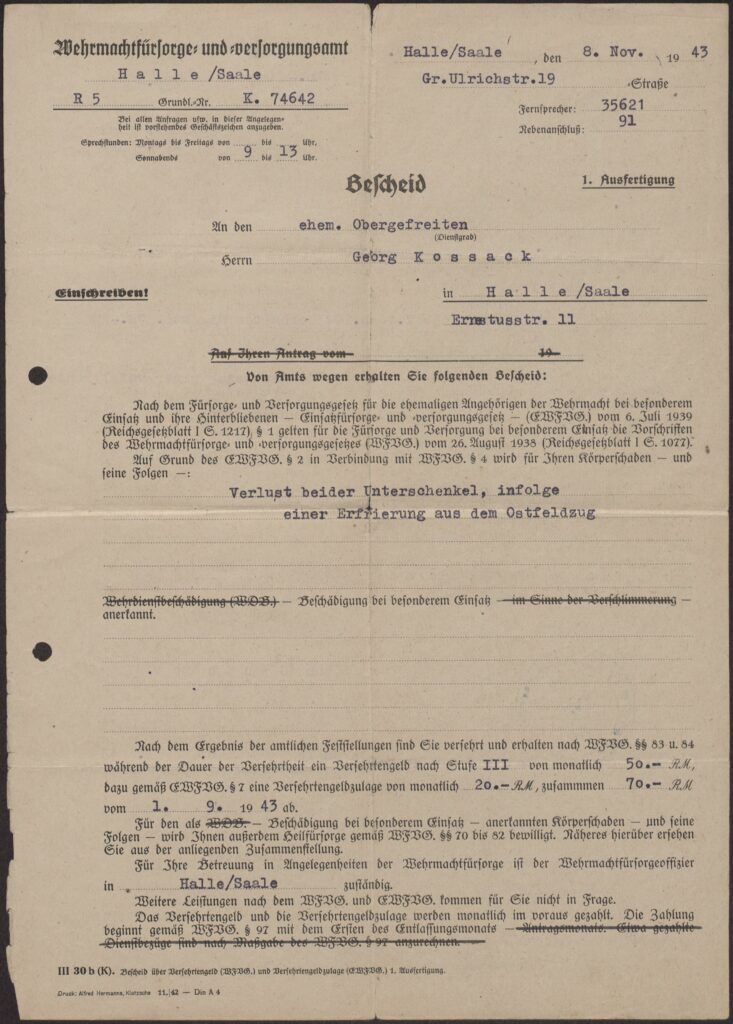 Wehrmachtfürsorge- und -versorgungsamt
Halle/Saale
R 5 Grundl.-Nr. K. 74642
Bei allen Anfragen usw. in dieser Angelegen-
heit ist vorstehendes Geschäftszeichen anzugeben.
Sprechstunden: Montags bis Freitags von bis Uhr.
Sonnabends von 9 bis 13 Uhr.
Halle/Saale, den 8. Nov. 1943
Gr.Ulrichstr.19 -Straße
Fernsprecher: 35621
Nebenanschluß: 91
Bescheid
1. Ausfertigung
An den ehem. Obergefreiten
(Dienstgrad)
Herrn Georg Kossack
Einschreiben!
in Halle/Saale
Ernstusstr. 11
Auf Ihren Antrag vom 19
Von Amts wegen erhalten Sie folgenden Bescheid:
Nach dem Fürsorge- und Versorgungsgesetz für die ehemaligen Angehörigen der Wehrmacht bei besonderem
Einsatz und ihre Hinterbliebenen — Einsatzfürsorge- und -versorgungsgesetz — (EWFVG.) vom 6. Juli 1939
(Reichsgesetzblatt I S. 1217), § 1 gelten für die Fürsorge und Versorgung bei besonderem Einsatz die Vorschriften
des Wehrmachtfürsorge- und -versorgungsgesetzes (WFVG.) vom 26. August 1938 (Reichsgesetzblatt I S. 1077).
Auf Grund des EWFVG. § 2 in Verbindung mit WFVG. § 4 wird für Ihren Körperschaden — und
seine Folgen —:
Verlust beider Unterschenkel, infolge
einer Erfrierung aus dem Ostfeldzug
Wehrdienstbeschädigung (WDB.) — Beschädigung bei besonderem Einsatz — im Sinne der Verschlimmerung —
anerkannt.
Nach dem Ergebnis der amtlichen Feststellungen sind Sie versehrt und erhalten nach WFVG. §§ 83 u. 84
während der Dauer der Versehrtheit ein Versehrtengeld nach Stufe III von monatlich 50.- RM,
dazu gemäß EWFVG. § 7 eine Versehrtengeldzulage von monatlich 20.- RM, zusammmen 70.- RM
vom 1. 9. 1943 ab.
Für den als WDB. — Beschädigung bei besonderem Einsatz — anerkannten Körperschaden — und seine
Folgen — wird Ihnen außerdem Heilfürsorge gemäß WFVG. §§ 70 bis 82 bewilligt. Näheres hierüber ersehen
Sie aus der anliegenden Zusammenstellung.
Für Ihre Betreuung in Angelegenheiten der Wehrmachtfürsorge ist der Wehrmachtfürsorgeoffizier
in Halle/Saale zuständig.
Weitere Leistungen nach dem WFVG. und EWFVG. kommen für Sie nicht in Frage.
Das Versehrtengeld und die Versehrtengeldzulage werden monatlich im voraus gezahlt. Die Zahlung
beginnt gemäß WFVG. § 97 mit dem Ersten des Entlassungsmonats — Antragsmonats. Etwa gezahlte
Dienstbezüge sind nach Maßgabe des WFVG. § 97 anzurechnen.
III 30 b (K). Bescheid über Versehrtengeld (WFVG.) und Versehrtengeldzulage (EWFVG.) 1. Ausfertigung.
Druck: Alfred Hermanns, Klotzsche 11. 42 — Din A 4